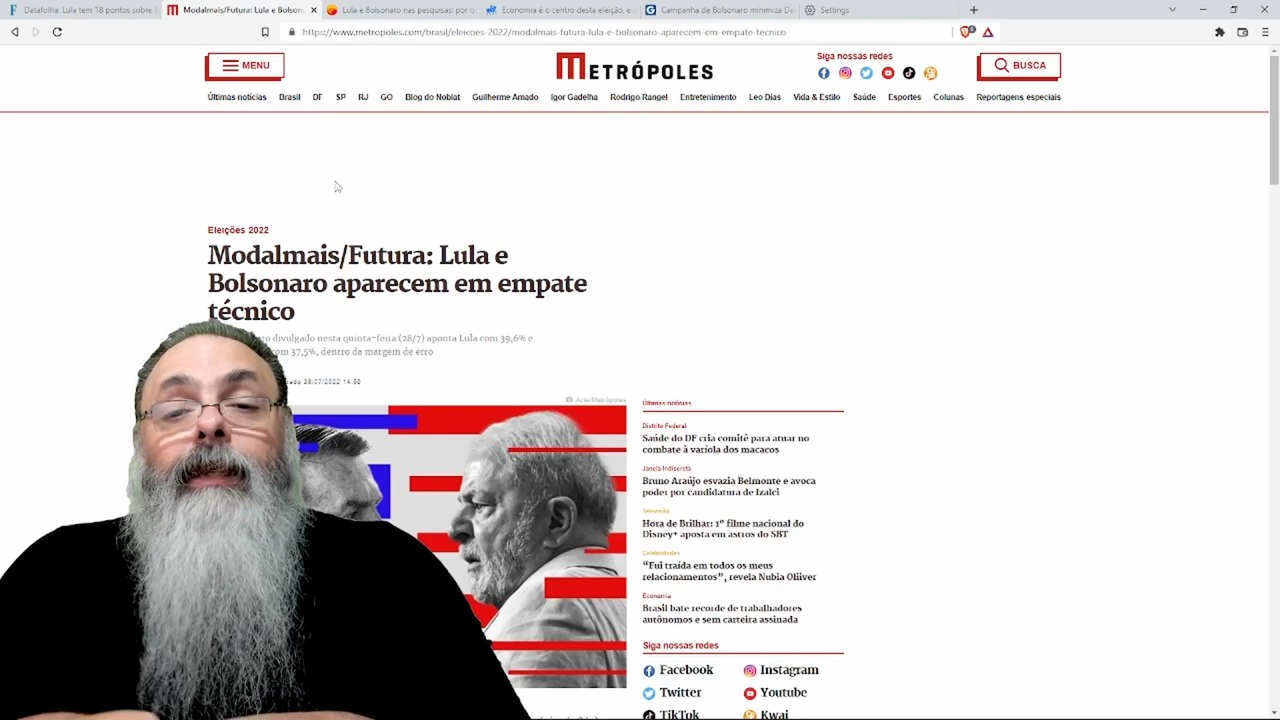 Datafolha: Lula tem 18 pontos sobre B
Modalmais/Futura: Lula e Bolson
Lula e Bolsonaro nas pesquisas: por q
Economia é o centro desta eleição, e
Campanha de Bolsonaro minimiza Da
Settings
https://www.metropoles.com/brasil/eleicoes-2022/modalmais-futura-lula-e-bolsonaro-aparecem-em-empate-tecnico
MENU
METRÓPOLES
Siga nossas redes
BUSCA
Últimas notícias Brasil DF SP RJ GO Blog do Noblat Guilherme Amado Igor Gadelha Rodrigo Rangel Entretenimento Leo Dias Vida & Estilo Saúde Esportes Colunas Reportagens especiais
Eleições 2022
Modalmais/Futura: Lula e
Bolsonaro aparecem em empate
técnico
divulgado nesta quinta-feira (28/7) aponta Lula com 39,6% e
com 37,5%, dentro da margem de erro
28/07/2022 14:50
Arte/Metrópoles
Últimas notícias
Distrito Federal
Saúde do DF cria comitê para atuar no
combate à varíola dos macacos
Janela Indiscreta
Bruno Araújo esvazia Belmonte e avoca
poder por candidatura de Izalci
Televisão
Hora de Brilhar: 1º filme nacional do
Disney+ aposta em astros do SBT
Celebridades
“Fui traída em todos os meus
relacionamentos”, revela Nubia Oliiver
Economia
Brasil bate recorde de trabalhadores
autônomos e sem carteira assinada
Siga nossas redes
Facebook Instagram
Twitter Youtube
TikTok Kwai